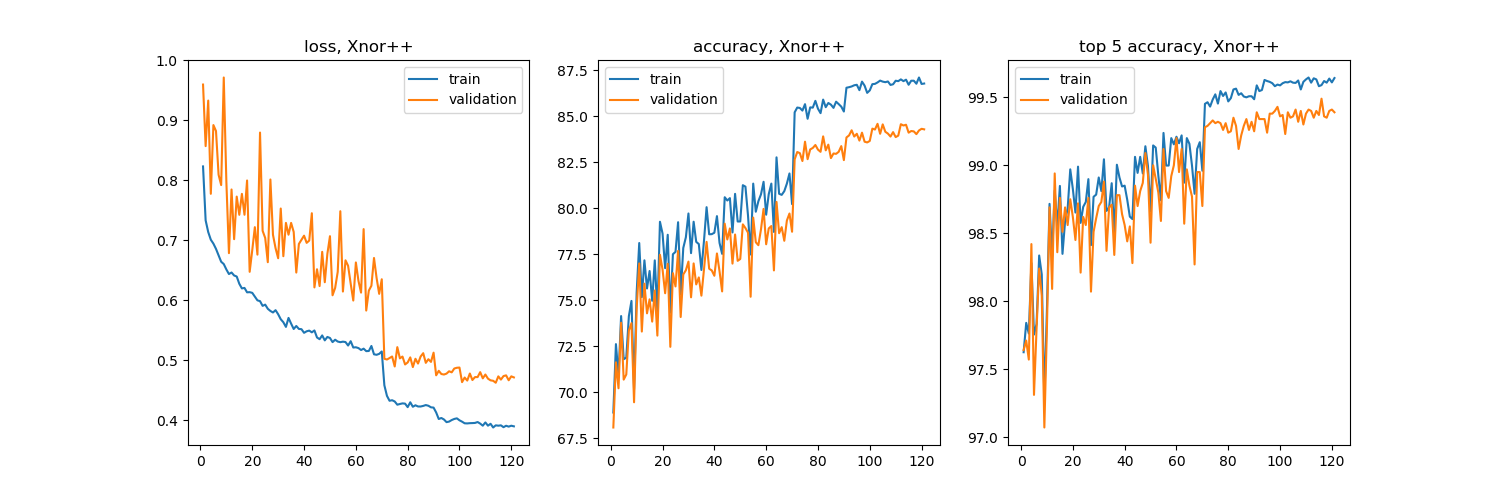 loss, Xnor++
1.0
0.9
0.8
0.7
0.6
0.5
0.4
0 20 40 60 80 100 120
train
validation
accuracy, Xnor++
87.5
85.0
82.5
80.0
77.5
75.0
72.5
70.0
67.5
0 20 40 60 80 100 120
train
validation
top 5 accuracy, Xnor++
99.5
99.0
98.5
98.0
97.5
97.0
0 20 40 60 80 100 120
train
validation